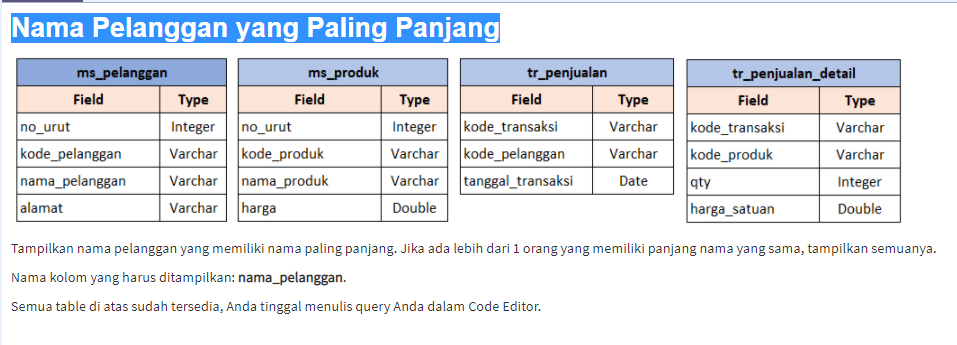 Nama Pelanggan yang Paling Panjang
ms_pelanggan
Field Type
no_urut Integer
kode_pelanggan Varchar
nama_pelanggan Varchar
alamat Varchar
ms_produk
Field Type
no_urut Integer
kode_produk Varchar
nama_produk Varchar
harga Double
tr_penjualan
Field Type
kode_transaksi Varchar
kode_pelanggan Varchar
tanggal_transaksi Date
tr_penjualan_detail
Field Type
kode_transaksi Varchar
kode_produk Varchar
qty Integer
harga_satuan Double
Tampilkan nama pelanggan yang memiliki nama paling panjang. Jika ada lebih dari 1 orang yang memiliki panjang nama yang sama, tampilkan semuanya.
Nama kolom yang harus ditampilkan: nama_pelanggan.
Semua table di atas sudah tersedia, Anda tinggal menulis query Anda dalam Code Editor.